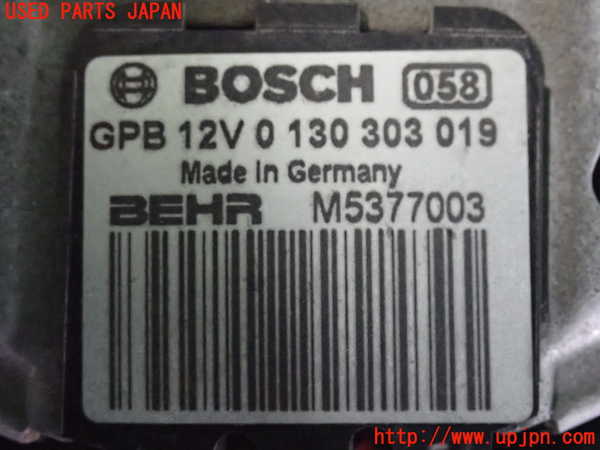 USED PARTS JAPAN
BOSCH 058
GPB 12V 0 130 303 019
Made in Germany
BEHR M5377003
http://www.upjpn.com